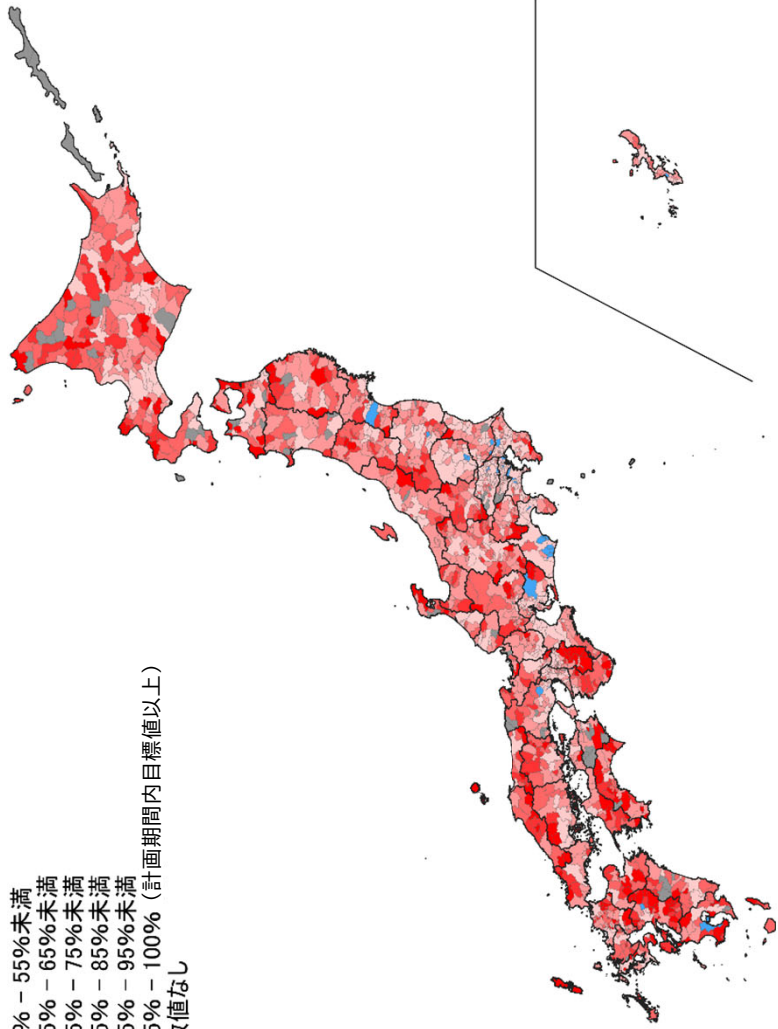 % － 55%未満
5% － 65%未満
5% － 75%未満
5% － 85%未満
5% － 95%未満
5% － 100%（計画期間内目標値以上）
値なし